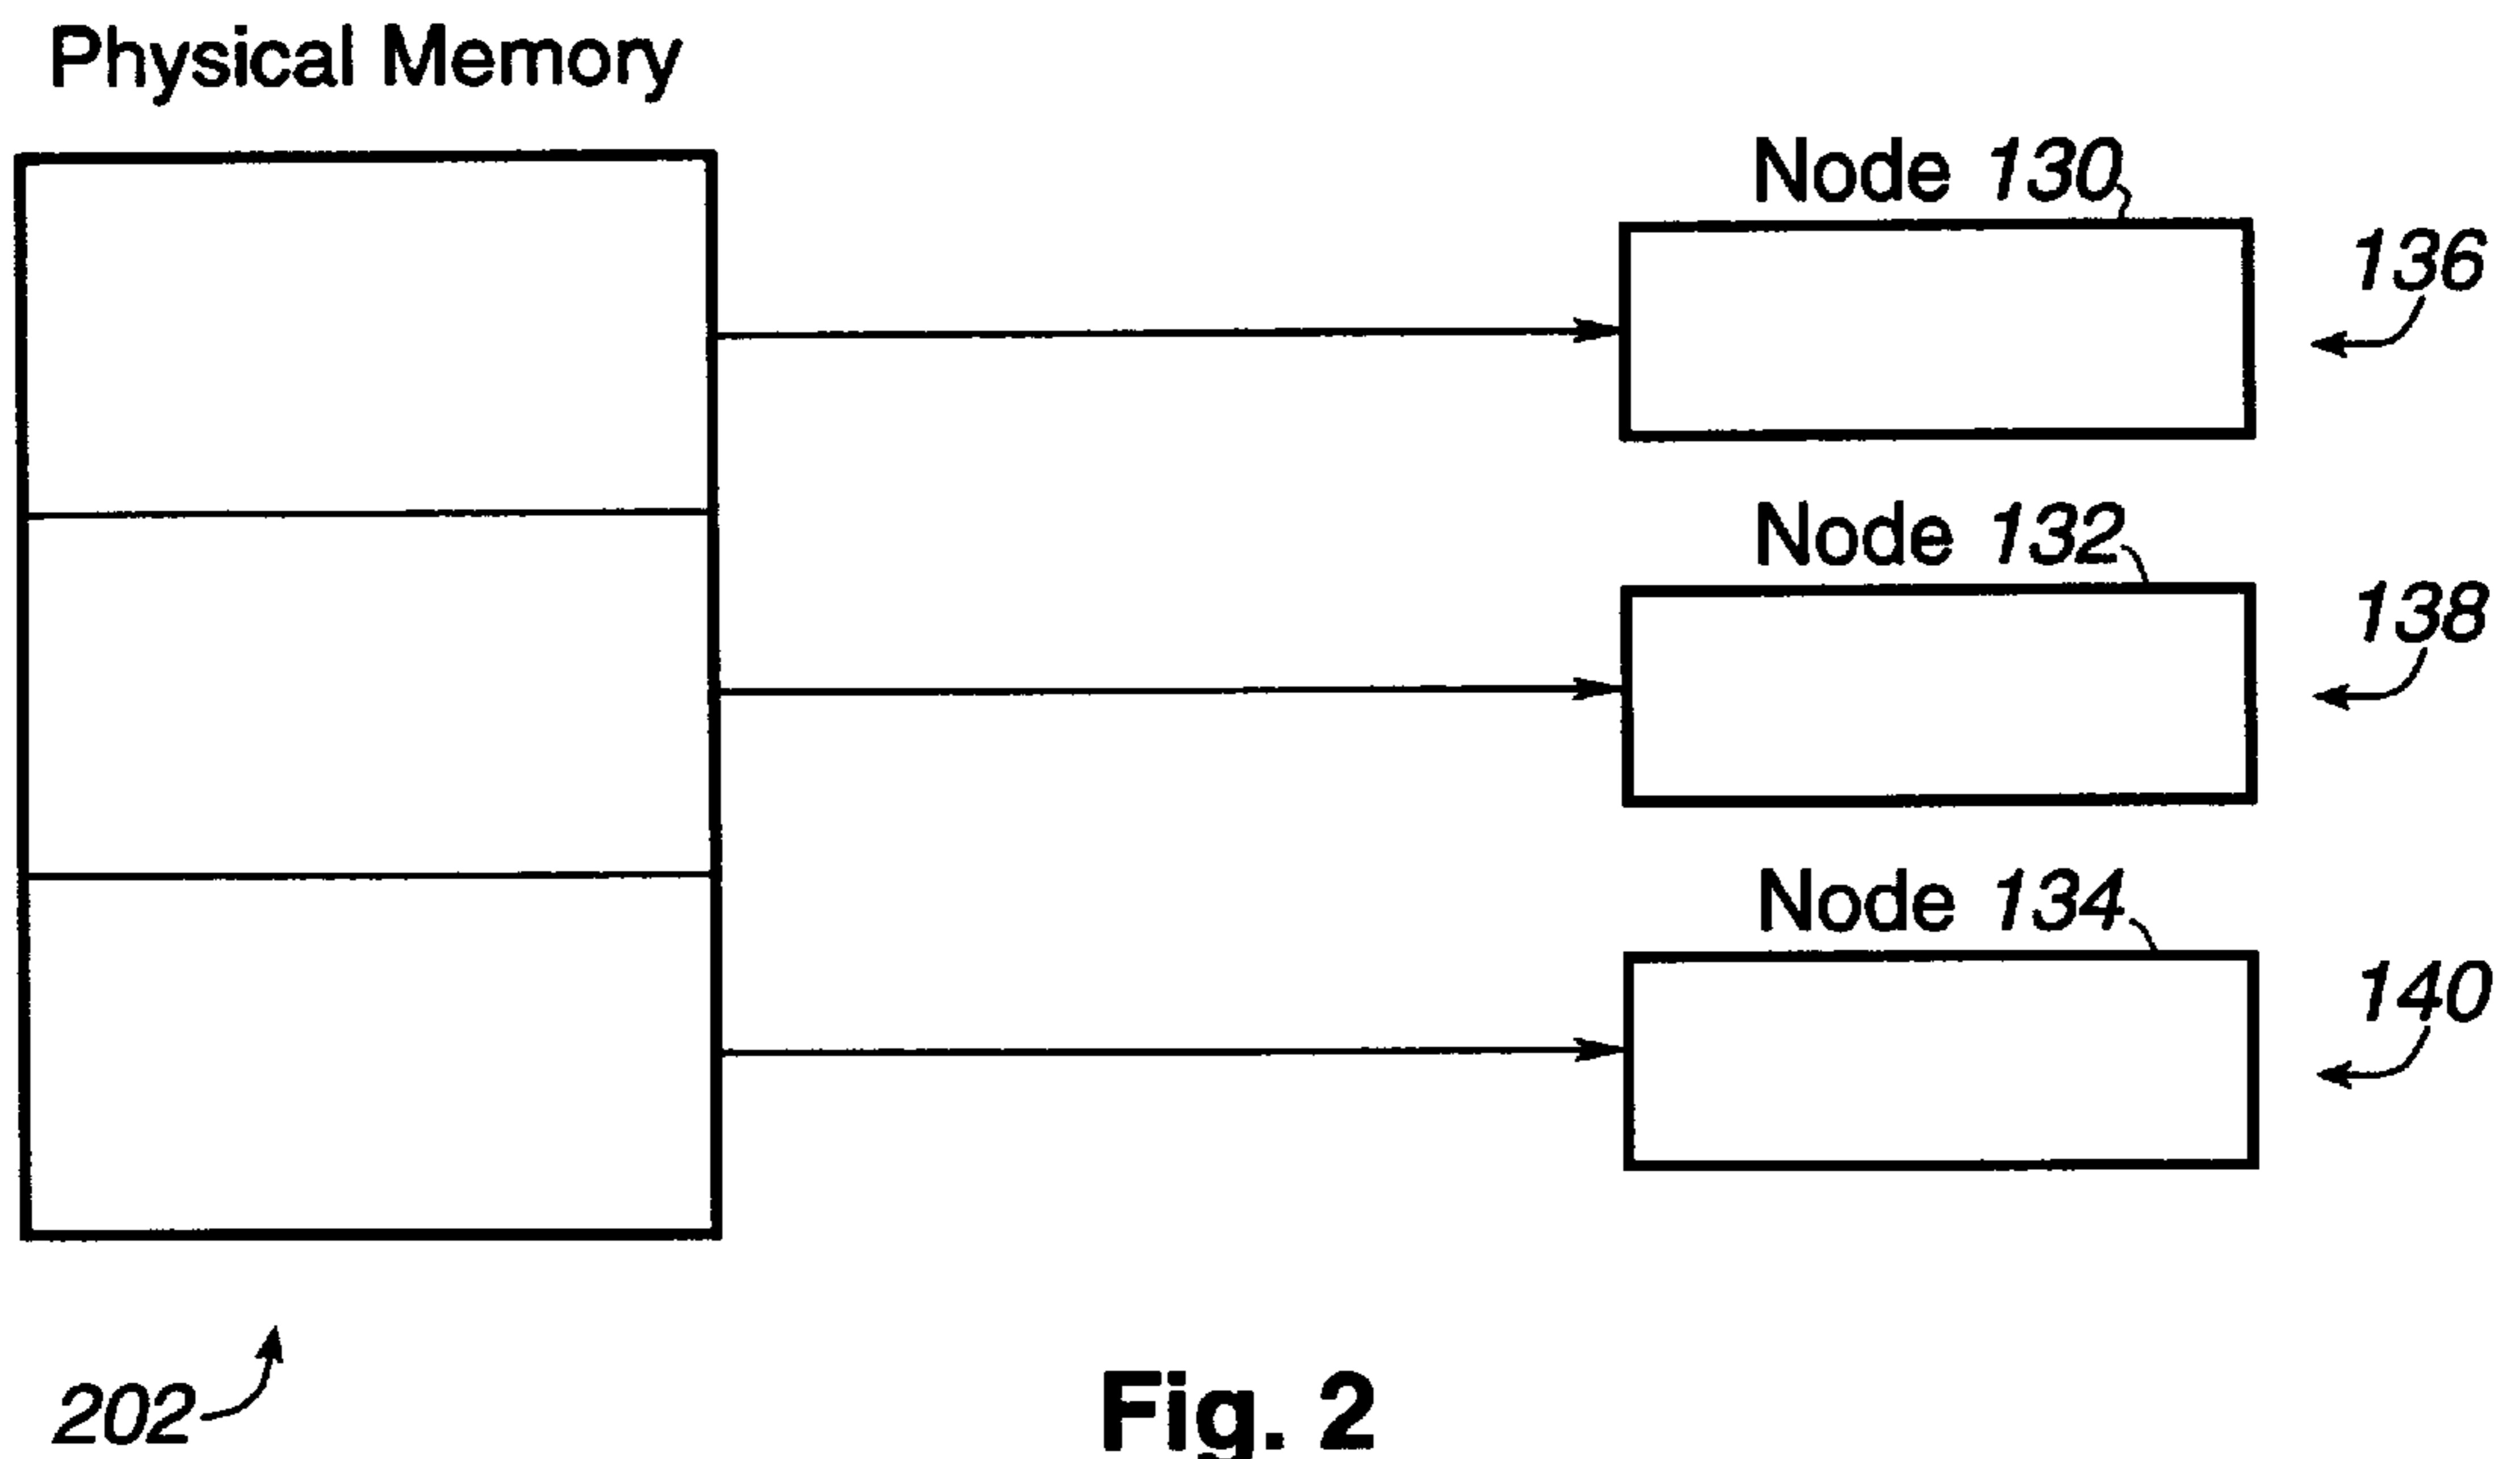 Physical Memory
Node 130
136
Node 132
138
Node 134
140
202
Fig. 2